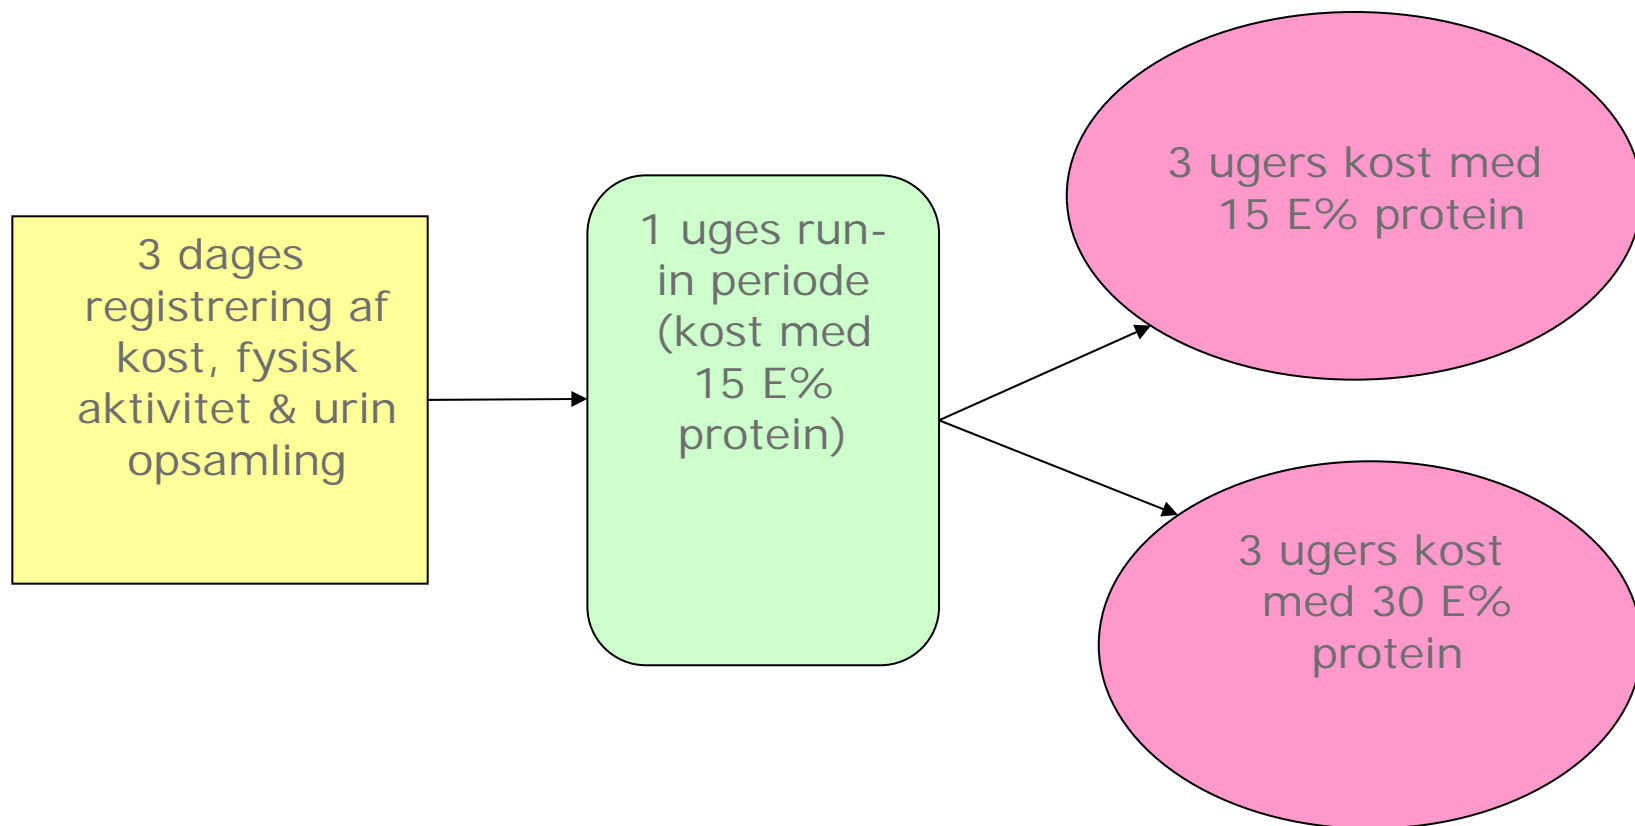 3 dages
registrering af
kost, fysisk
aktivitet & urin
opsamling
1 uges run-
in periode
(kost med
15 E%
protein)
3 ugers kost med
15 E% protein
3 ugers kost
med 30 E%
protein